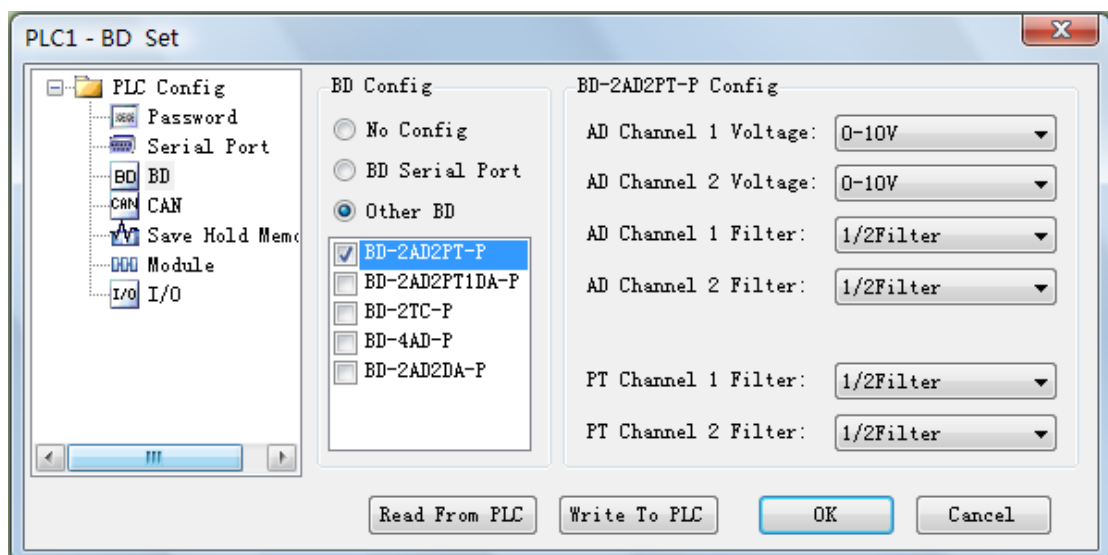 PLC1 - BD Set
PLC Config
Password
Serial Port
BD BD
CAN CAN
Save Hold Memo
Module
I/O I/O
BD Config
No Config
BD Serial Port
Other BD
BD-2AD2PT-P
BD-2AD2PT1DA-P
BD-2TC-P
BD-4AD-P
BD-2AD2DA-P
BD-2AD2PT-P Config
AD Channel 1 Voltage: 0-10V
AD Channel 2 Voltage: 0-10V
AD Channel 1 Filter: 1/2Filter
AD Channel 2 Filter: 1/2Filter
PT Channel 1 Filter: 1/2Filter
PT Channel 2 Filter: 1/2Filter
Read From PLC Write To PLC OK Cancel